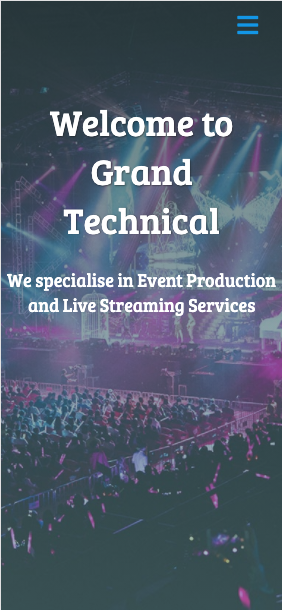 Welcome to
Grand
Technical
We specialise in Event Production
and Live Streaming Services